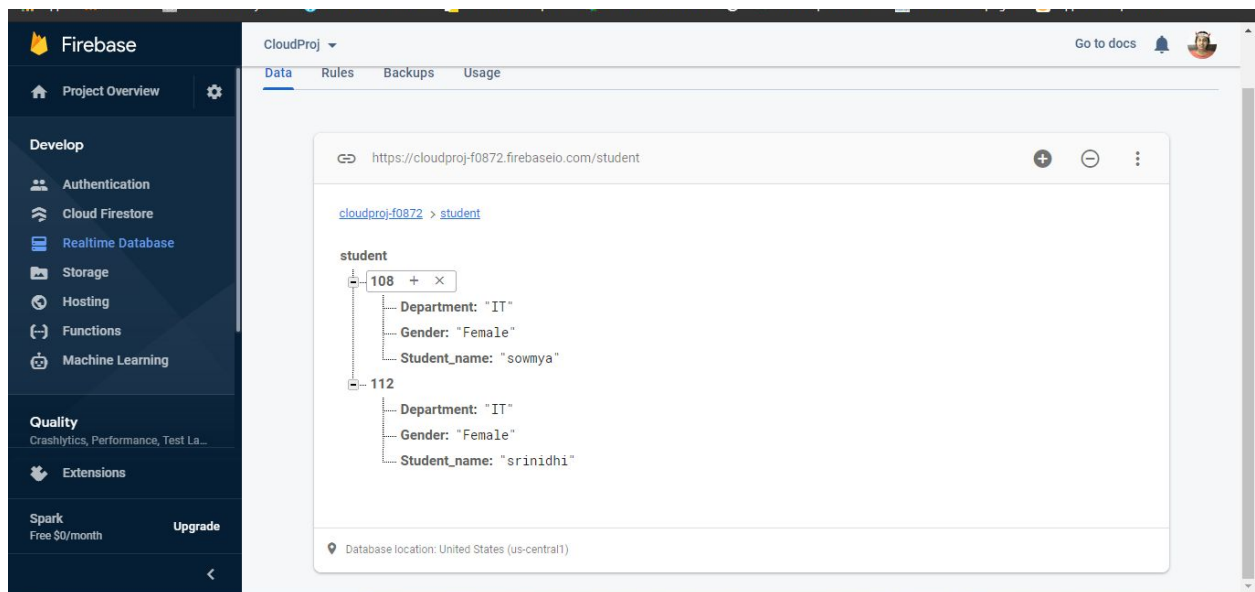 Firebase
CloudProj
Go to docs
Project Overview
Data Rules Backups Usage
Develop
Authentication
Cloud Firestore
Realtime Database
Storage
Hosting
Functions
Machine Learning
Quality
Crashlytics, Performance, Test La...
Extensions
Spark
Free $0/month
Upgrade
https://cloudproj-f0872.firebaseio.com/student
cloudproj-f0872 > student
student
108 + ×
Department: "IT"
Gender: "Female"
Student_name: "sowmya"
112
Department: "IT"
Gender: "Female"
Student_name: "srinidhi"
Database location: United States (us-central1)